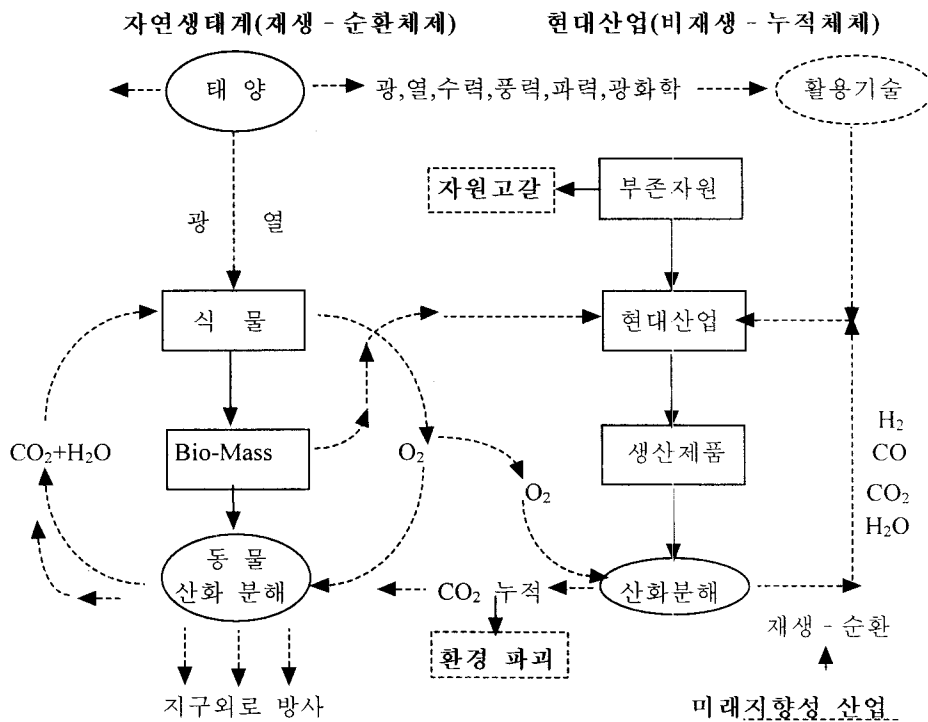 자연생태계(재생 - 순환체제) 현대산업(비재생 - 누적체체)
태 양 광,열,수력,풍력,파력,광화학 활용기술
자원고갈 부존자원
광 열
식 물 현대산업
CO₂+H₂O Bio-Mass O₂ 생산제품 H₂
CO
O₂ CO₂
H₂O
동 물
산화 분해 CO₂ 누적 산화분해
재생 - 순환
환경 파괴
지구외로 방사 미래지향성 산업